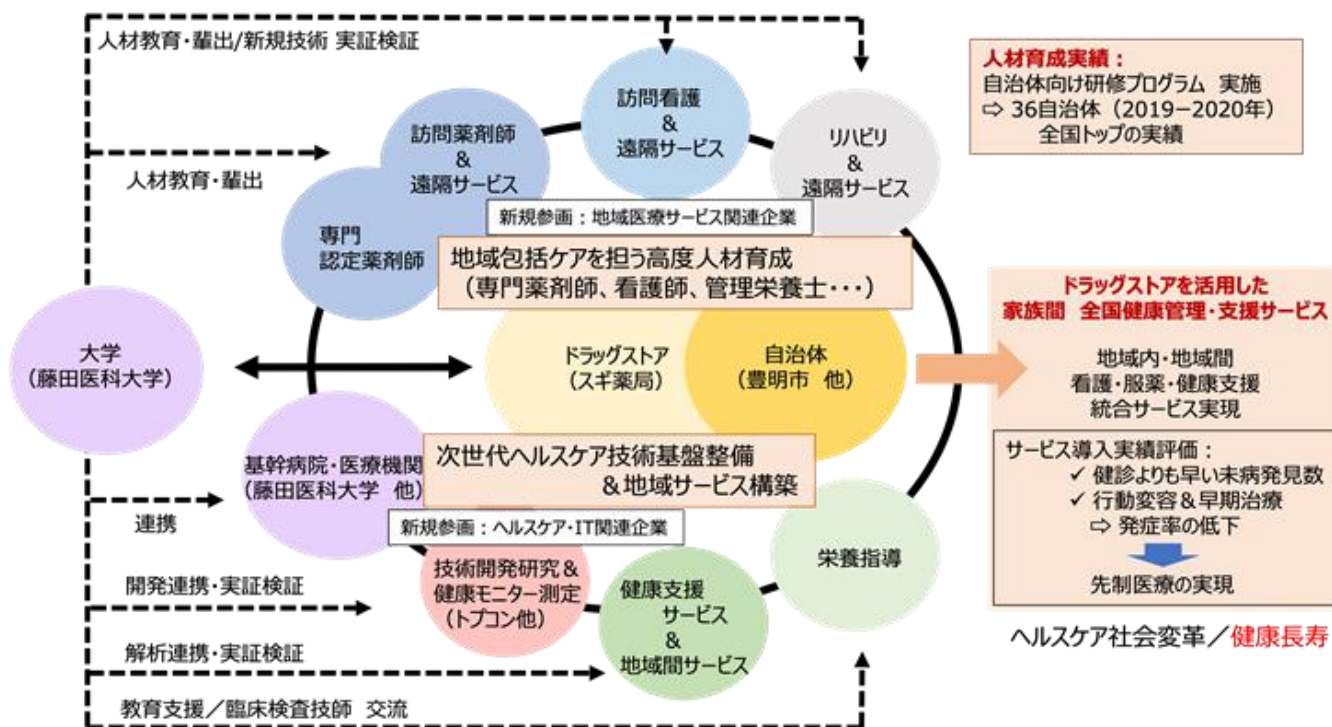 人材教育・輩出/新規技術 実証検証
人材教育・輩出
訪問薬剤師
&
遠隔サービス
専門
認定薬剤師
訪問看護
&
遠隔サービス
リハビリ
&
遠隔サービス
人材育成実績：
自治体向け研修プログラム 実施
⇨ 36自治体（2019－2020年）
全国トップの実績
新規参画：地域医療サービス関連企業
地域包括ケアを担う高度人材育成
（専門薬剤師、看護師、管理栄養士・・・）
大学
（藤田医科大学）
ドラッグストア
（スギ薬局）
自治体
（豊明市 他）
ドラッグストアを活用した
家族間 全国健康管理・支援サービス
地域内・地域間
看護・服薬・健康支援
統合サービス実現
サービス導入実績評価：
✓ 健診よりも早い未病発見数
✓ 行動変容＆早期治療
⇨ 発症率の低下
先制医療の実現
ヘルスケア社会変革／健康長寿
基幹病院・医療機関
（藤田医科大学 他）
次世代ヘルスケア技術基盤整備
＆地域サービス構築
新規参画：ヘルスケア・IT関連企業
技術開発研究＆
健康モニター測定
（トプコン他）
健康支援
サービス
&
地域間サービス
栄養指導
連携
開発連携・実証検証
解析連携・実証検証
教育支援／臨床検査技師 交流